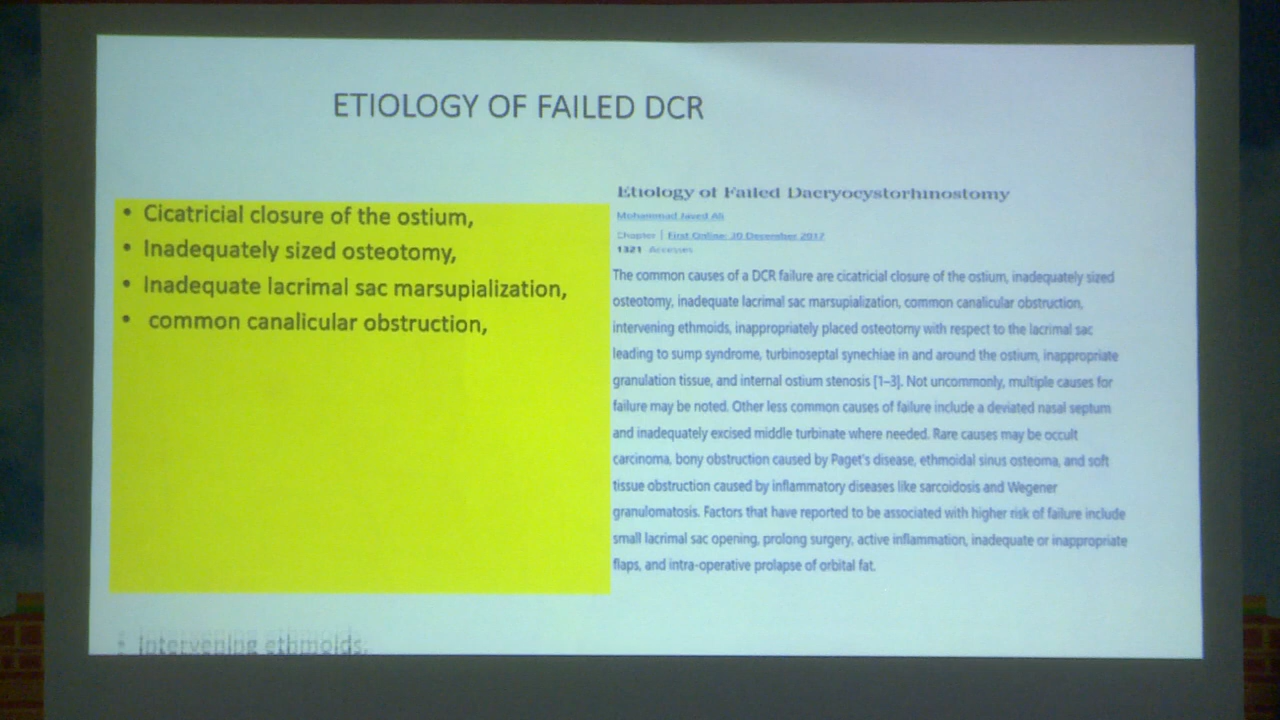 ETIOLOGY OF FAILED DCR
• Cicatricial closure of the ostium,
• Inadequately sized osteotomy,
• Inadequate lacrimal sac marsupialization,
• common canalicular obstruction,
• Intervening ethmoids,
Etiology of Failed Dacryocystorhinostomy
Mohammad Javed Ali
Chapter | First Online: 20 December 2017
1321 Accesses
The common causes of a DCR failure are cicatricial closure of the ostium, inadequately sized
osteotomy, inadequate lacrimal sac marsupialization, common canalicular obstruction,
intervening ethmoids, inappropriately placed osteotomy with respect to the lacrimal sac
leading to sump syndrome, turbinoseptal synechiae in and around the ostium, inappropriate
granulation tissue, and internal ostium stenosis [1–3]. Not uncommonly, multiple causes for
failure may be noted. Other less common causes of failure include a deviated nasal septum
and inadequately excised middle turbinate where needed. Rare causes may be occult
carcinoma, bony obstruction caused by Paget's disease, ethmoidal sinus osteoma, and soft
tissue obstruction caused by inflammatory diseases like sarcoidosis and Wegener
granulomatosis. Factors that have reported to be associated with higher risk of failure include
small lacrimal sac opening, prolong surgery, active inflammation, inadequate or inappropriate
flaps, and intra-operative prolapse of orbital fat.